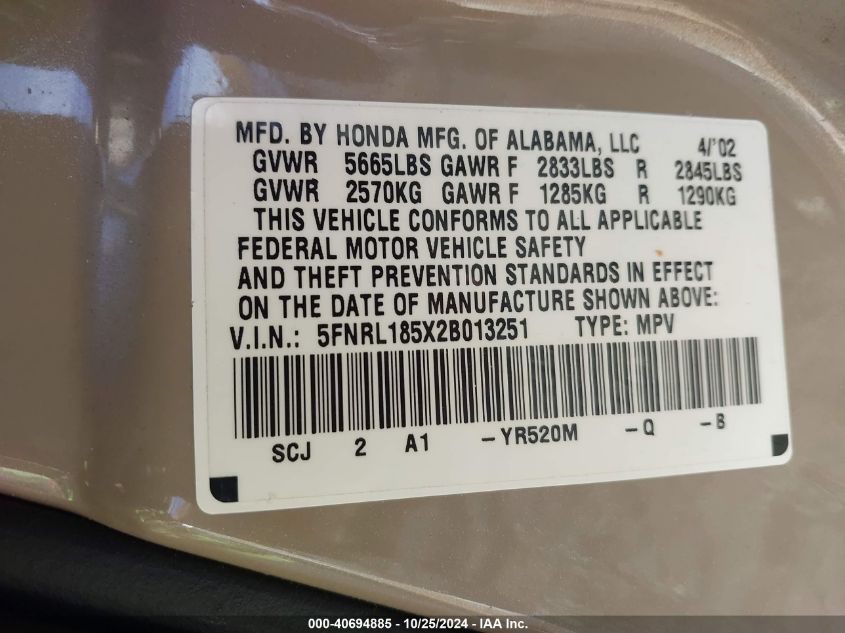 MFD. BY HONDA MFG. OF ALABAMA, LLC 4/'02
GVWR 5665LBS GAWR F 2833LBS R 2845LBS
GVWR 2570KG GAWR F 1285KG R 1290KG
THIS VEHICLE CONFORMS TO ALL APPLICABLE
FEDERAL MOTOR VEHICLE SAFETY
AND THEFT PREVENTION STANDARDS IN EFFECT
ON THE DATE OF MANUFACTURE SHOWN ABOVE:
V.I.N.: 5FNRL185X2B013251 TYPE: MPV
SCJ 2 A1 -YR520M -Q -B
000-40694885 - 10/25/2024 - IAA Inc.